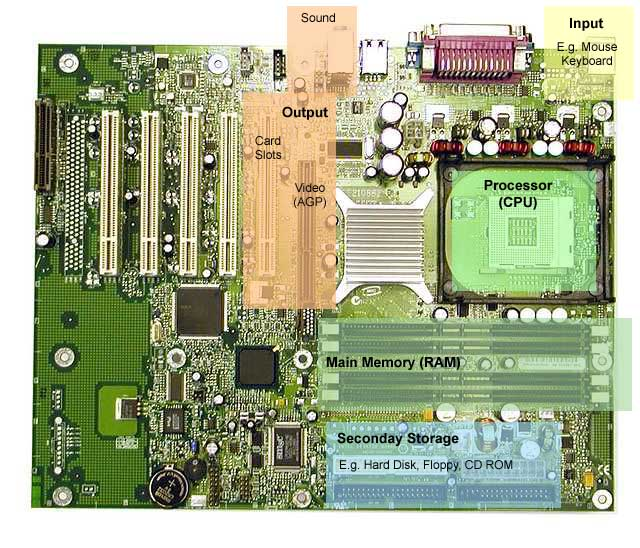 Sound
Input
E.g. Mouse
Keyboard
Output
Card
Slots
Video
(AGP)
Processor
(CPU)
Main Memory (RAM)
Seconday Storage
E.g. Hard Disk, Floppy, CD ROM